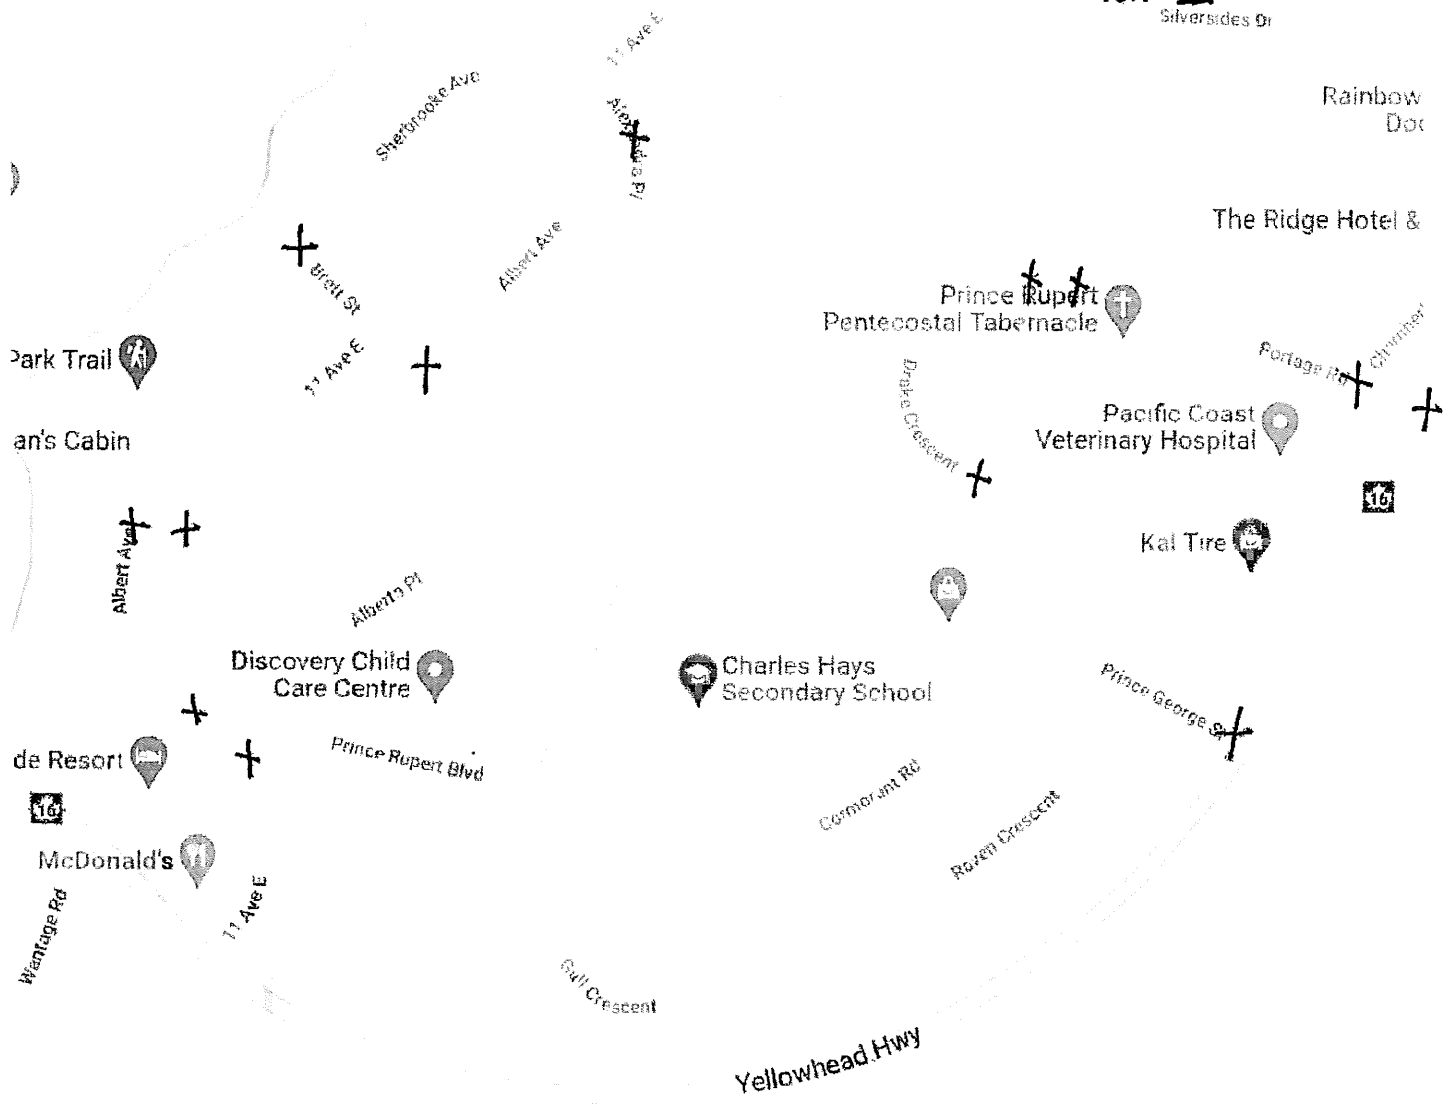 Silversides Dr
11 Ave E
Sherbrooke Ave
Rainbow
Alexandra Pl
The Ridge Hotel &
Albert Ave
Brett St
Prince Rupert
Pentecostal Tabernacle
Park Trail
11 Ave E
Portage Rd
Drake Crescent
Pacific Coast
Veterinary Hospital
an's Cabin
16
Kal Tire
Albert Ave
Alberta Pl
Discovery Child
Care Centre
Charles Hays
Secondary School
Prince George St
de Resort
Prince Rupert Blvd
16
Cormorant Rd
Raven Crescent
McDonald's
11 Ave E
Wantage Rd
Gull Crescent
Yellowhead Hwy